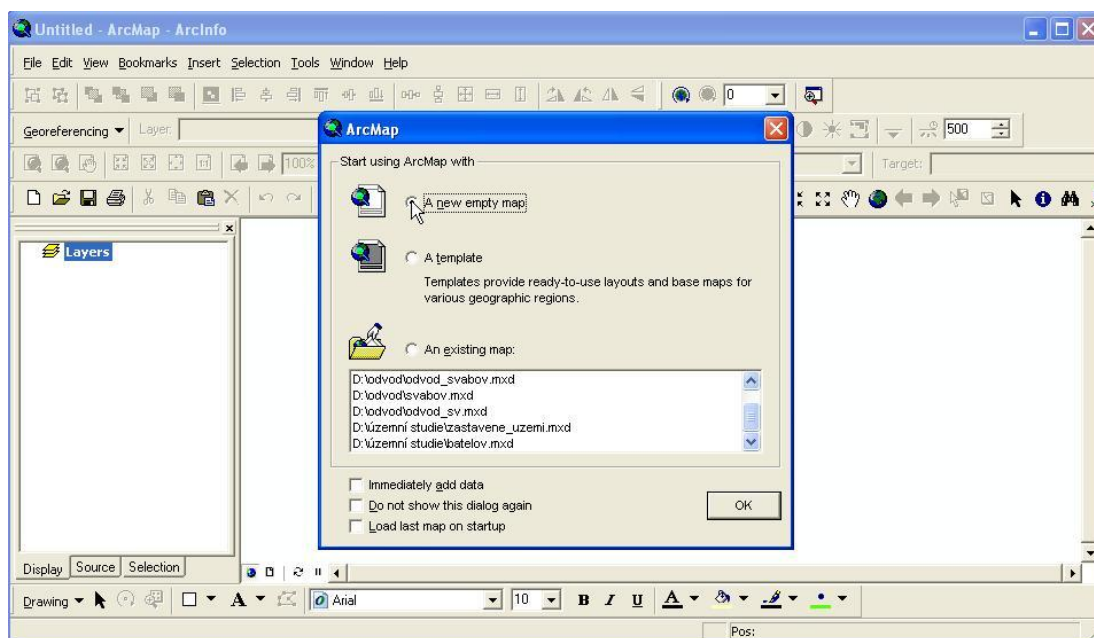 Untitled - ArcMap - ArcInfo
File Edit View Bookmarks Insert Selection Tools Window Help
0
Georeferencing Layer:
500
100%
Target:
ArcMap
Start using ArcMap with
A new empty map
A template
Templates provide ready-to-use layouts and base maps for
various geographic regions.
An existing map:
D:\odvod\odvod_svabov.mxd
D:\odvod\svabov.mxd
D:\odvod\odvod_sv.mxd
D:\územní studie\zastavene_uzemi.mxd
D:\územní studie\batelov.mxd
Immediately add data
Do not show this dialog again
Load last map on startup
OK
Layers
Display Source Selection
Drawing A Arial 10 B I U A
Pos: